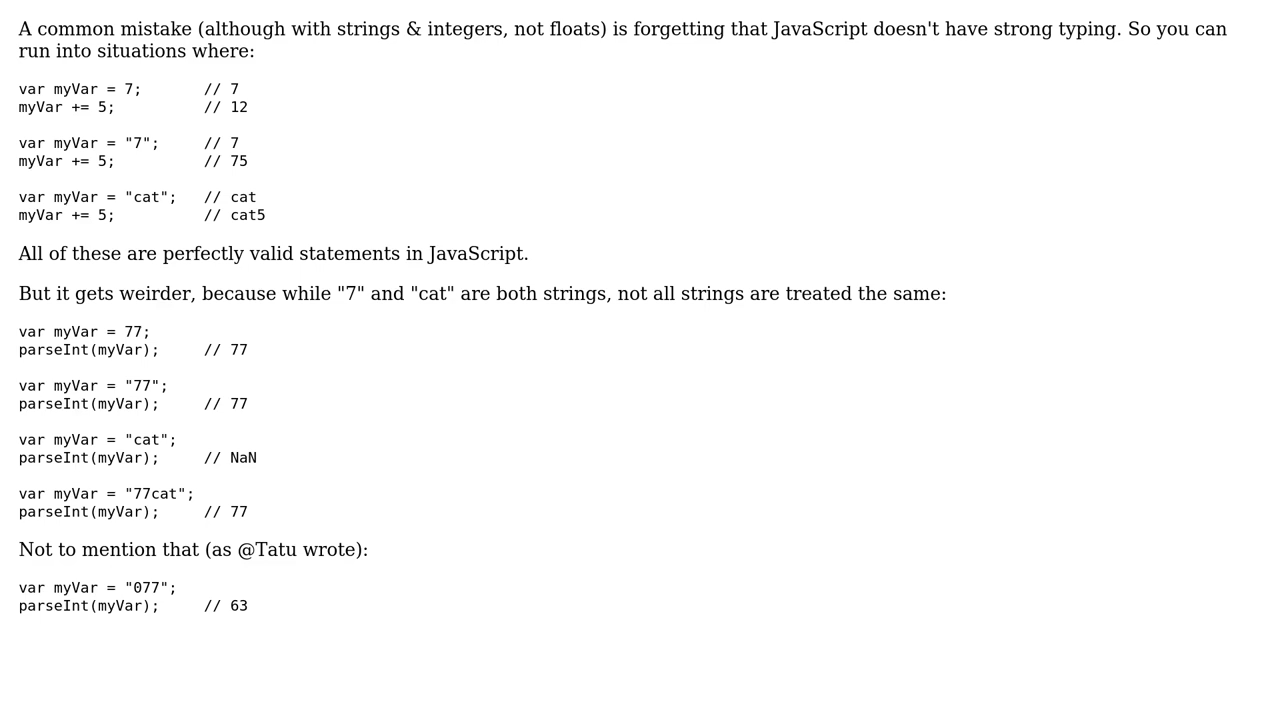 A common mistake (although with strings & integers, not floats) is forgetting that JavaScript doesn't have strong typing. So you can
run into situations where:
var myVar = 7;       // 7
myVar += 5;          // 12
var myVar = "7";     // 7
myVar += 5;          // 75
var myVar = "cat";   // cat
myVar += 5;          // cat5
All of these are perfectly valid statements in JavaScript.
But it gets weirder, because while "7" and "cat" are both strings, not all strings are treated the same:
var myVar = 77;
parseInt(myVar);     // 77
var myVar = "77";
parseInt(myVar);     // 77
var myVar = "cat";
parseInt(myVar);     // NaN
var myVar = "77cat";
parseInt(myVar);     // 77
Not to mention that (as @Tatu wrote):
var myVar = "077";
parseInt(myVar);     // 63